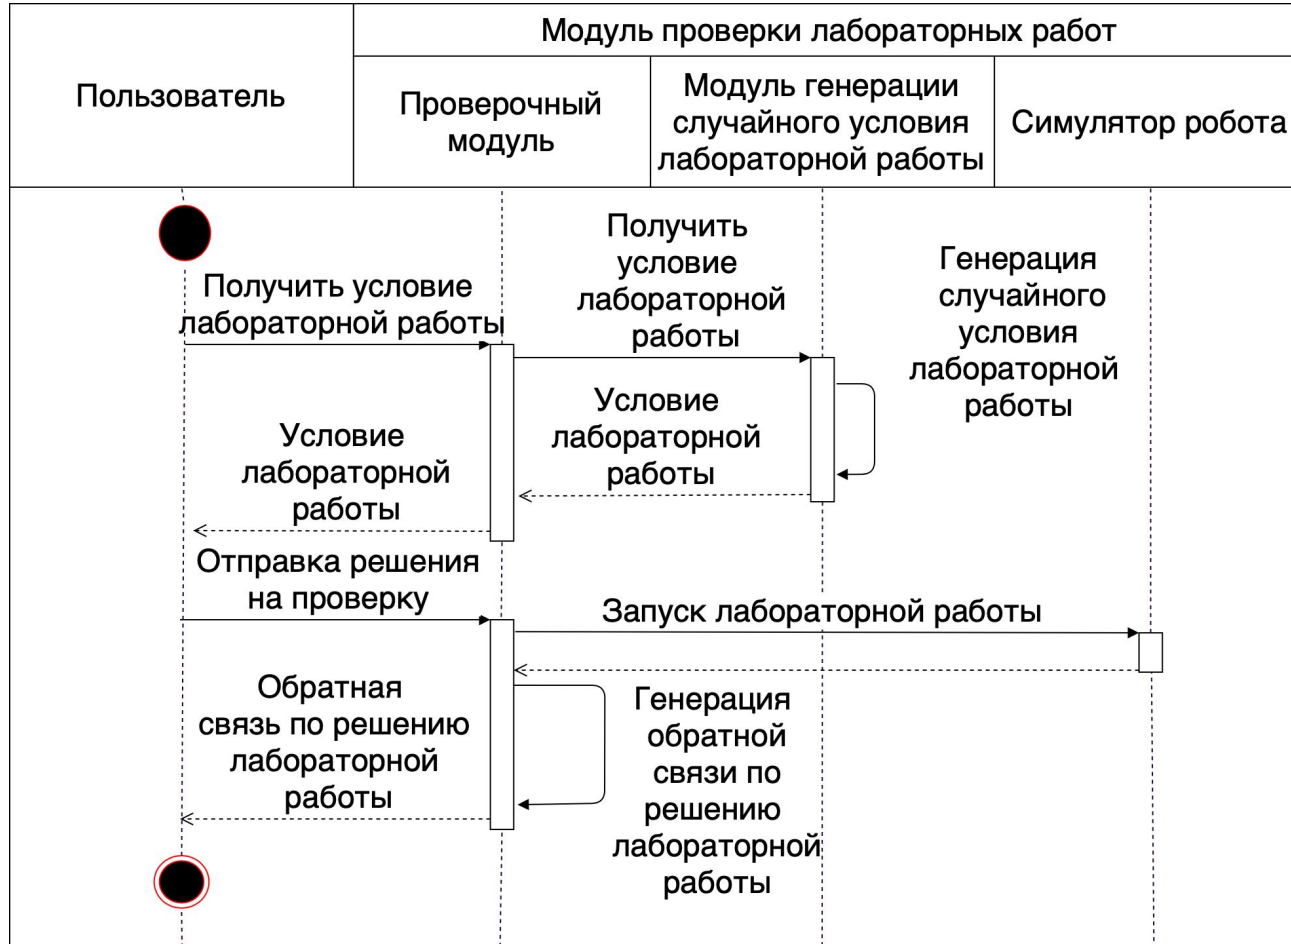 Модуль проверки лабораторных работ
Пользователь
Проверочный
модуль
Модуль генерации
случайного условия
лабораторной работы
Симулятор робота
Получить условие
лабораторной работы
Получить
условие
лабораторной
работы
Генерация
случайного
условия
лабораторной
работы
Условие
лабораторной
работы
Условие
лабораторной
работы
Отправка решения
на проверку
Запуск лабораторной работы
Обратная
связь по решению
лабораторной
работы
Генерация
обратной
связи по
решению
лабораторной
работы